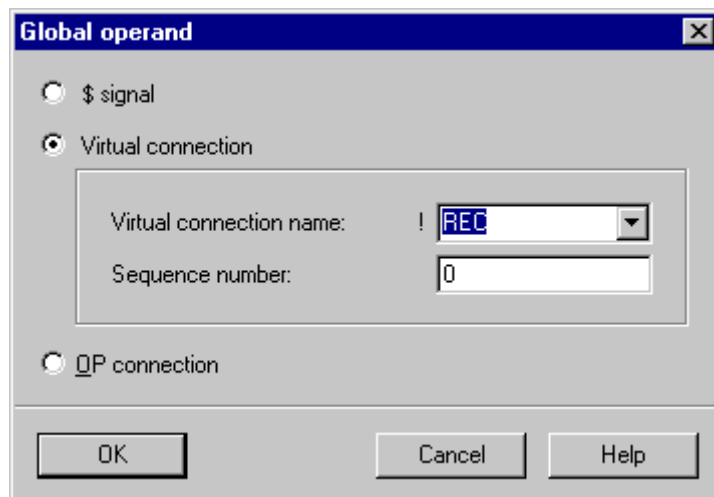 Global operand
$ signal
Virtual connection
Virtual connection name: ! REC
Sequence number: 0
OP connection
OK Cancel Help